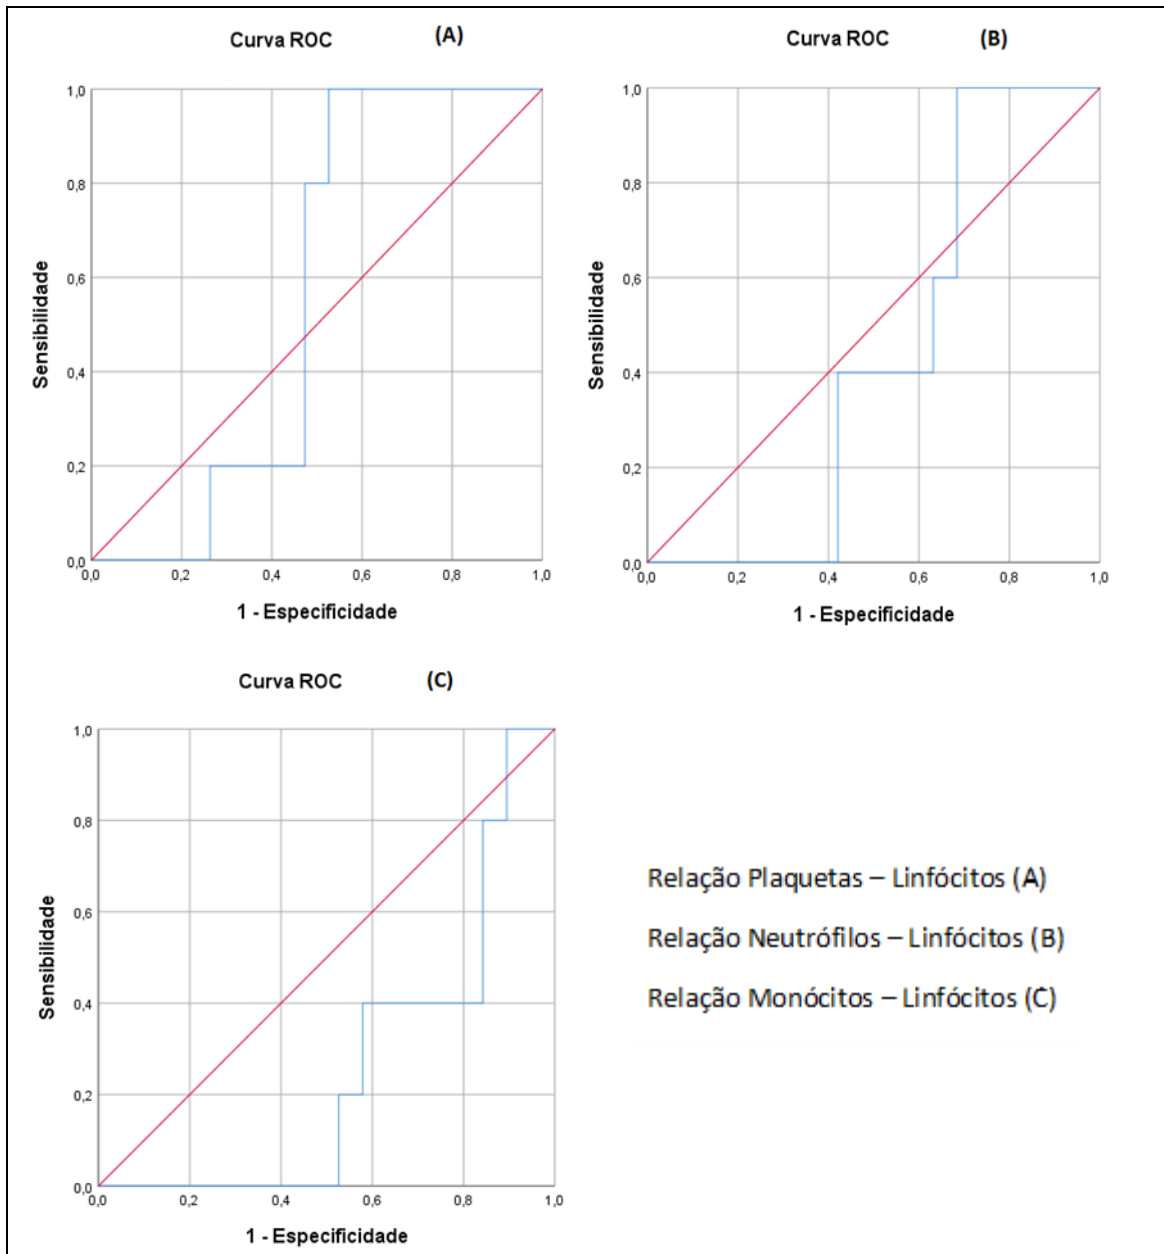 Curva ROC (A)
1,0
0,8
0,6
0,4
0,2
0,0
Sensibilidade
0,0 0,2 0,4 0,6 0,8 1,0
1 - Especificidade
Curva ROC (B)
1,0
0,8
0,6
0,4
0,2
0,0
Sensibilidade
0,0 0,2 0,4 0,6 0,8 1,0
1 - Especificidade
Curva ROC (C)
1,0
0,8
0,6
0,4
0,2
0,0
Sensibilidade
0,0 0,2 0,4 0,6 0,8 1,0
1 - Especificidade
Relação Plaquetas – Linfócitos (A)
Relação Neutrófilos – Linfócitos (B)
Relação Monócitos – Linfócitos (C)